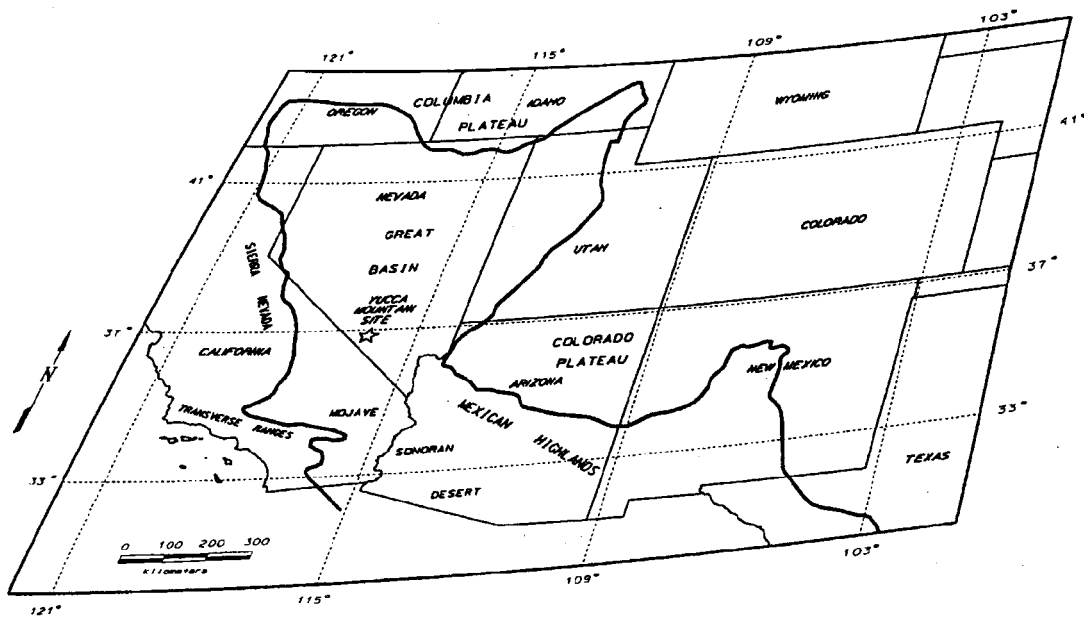 103°
109°
115°
121°
OREGON
COLUMBIA
PLATEAU
IDAHO
WYOMING
41°
41°
NEVADA
GREAT
BASIN
UTAH
COLORADO
SIERRA NEVADA
YUCCA
MOUNTAIN
SITE
37°
37°
CALIFORNIA
COLORADO
PLATEAU
ARIZONA
NEW MEXICO
N
TRANSVERSE RANGES
MOJAVE
MEXICAN HIGHLANDS
33°
SONORAN
DESERT
TEXAS
33°
0 100 200 300
kilometers
103°
109°
115°
121°